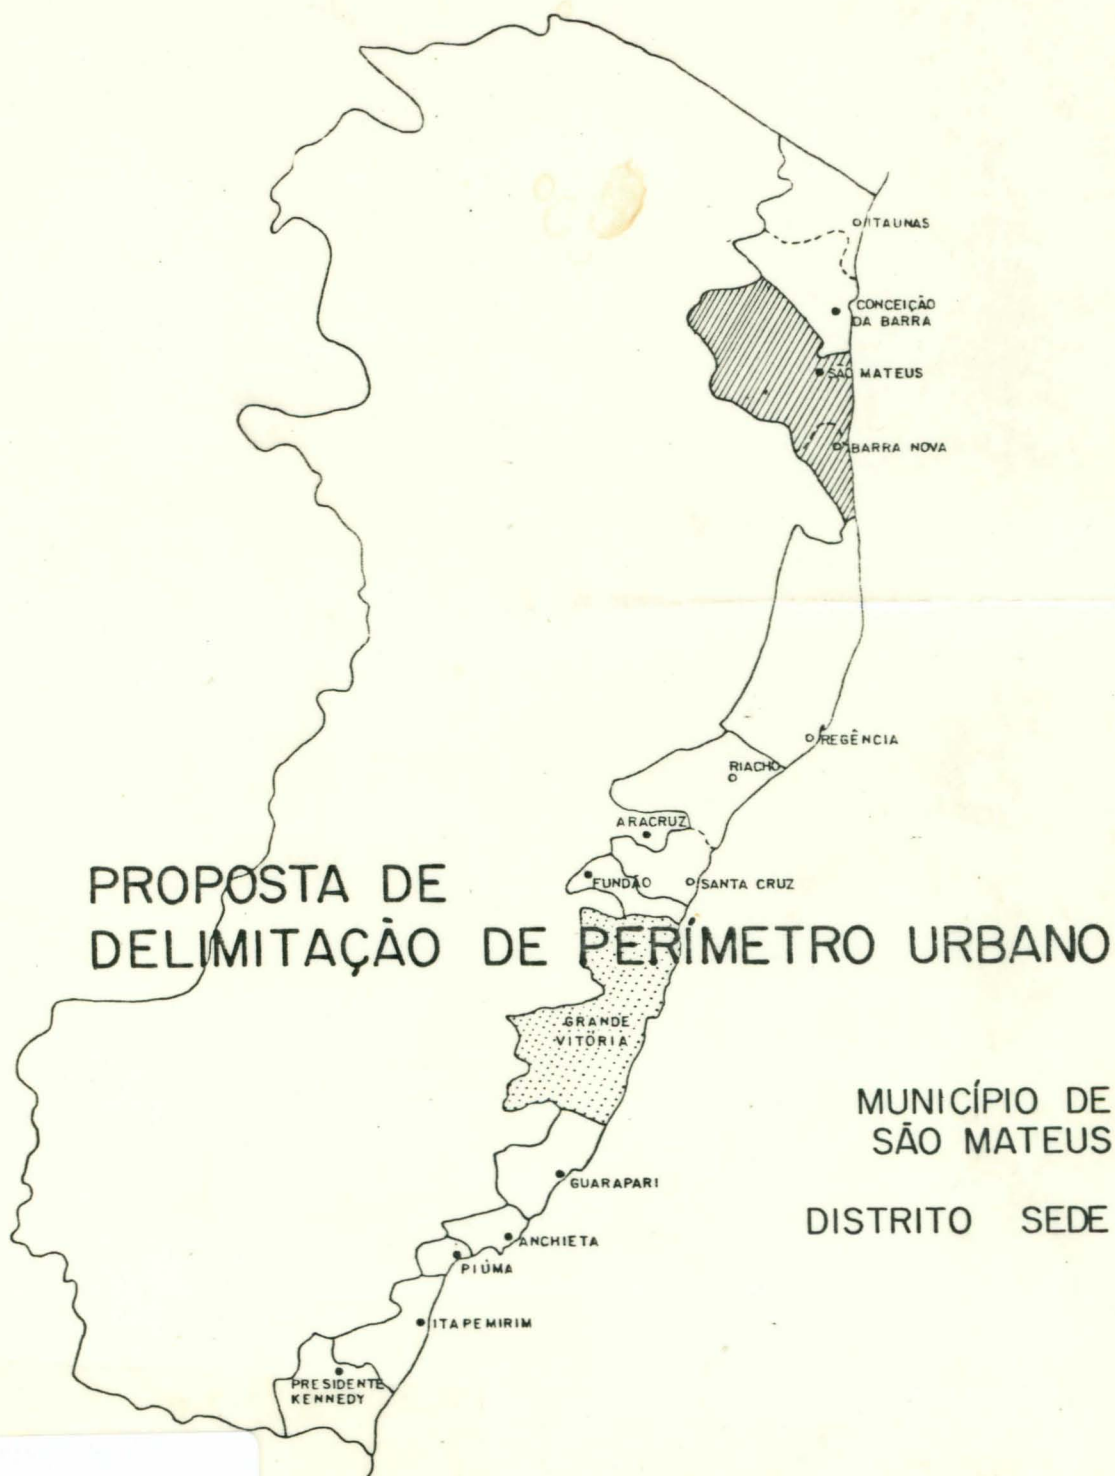 ITAUNAS
CONCEIÇÃO
DA BARRA
SÃO MATEUS
BARRA NOVA
REGÊNCIA
RIACHO
ARACRUZ
FUNDÃO
SANTA CRUZ
PROPOSTA DE
DELIMITAÇÃO DE PERÍMETRO URBANO
GRANDE
VITÓRIA
MUNICÍPIO DE
SÃO MATEUS
GUARAPARI
DISTRITO SEDE
ANCHIETA
PIÚMA
ITAPEMIRIM
PRESIDENTE
KENNEDY